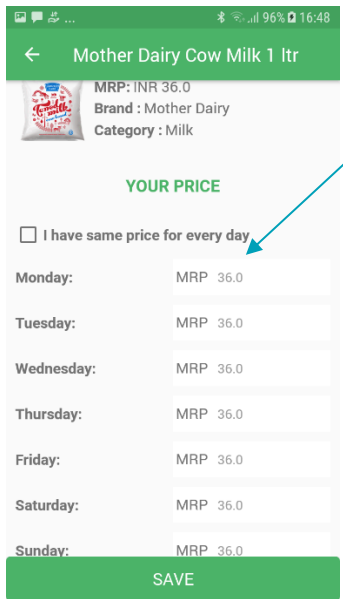 ... 96% 16:48
Mother Dairy Cow Milk 1 ltr
MRP: INR 36.0
Brand : Mother Dairy
Category : Milk
YOUR PRICE
I have same price for every day
Monday: MRP 36.0
Tuesday: MRP 36.0
Wednesday: MRP 36.0
Thursday: MRP 36.0
Friday: MRP 36.0
Saturday: MRP 36.0
Sunday: MRP 36.0
SAVE